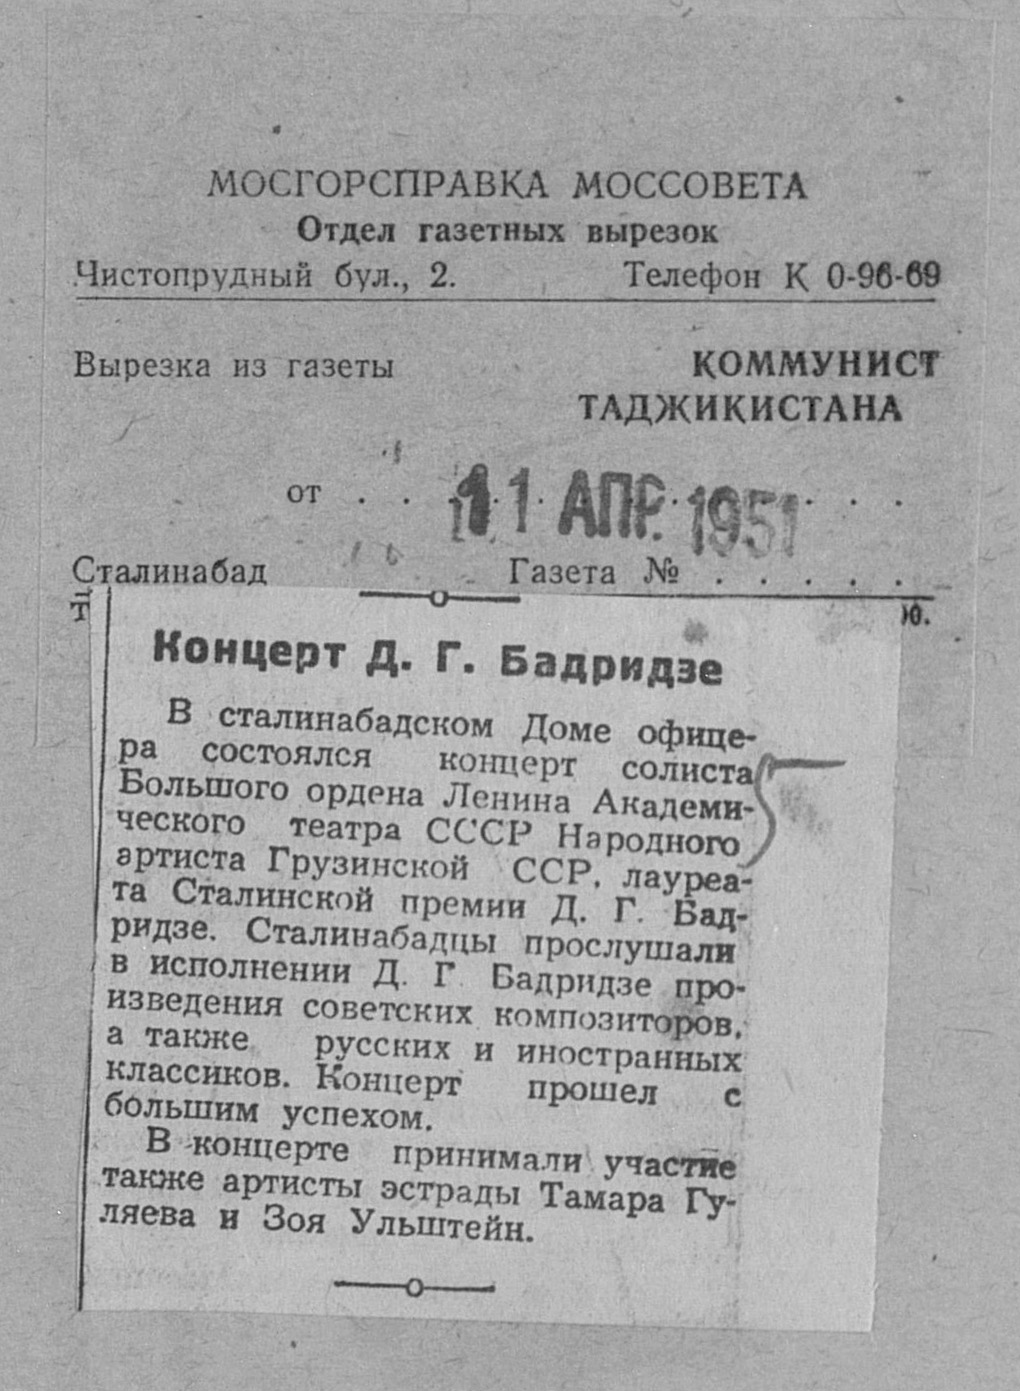 МОСГОРСПРАВКА МОССОВЕТА
Отдел газетных вырезок
Чистопрудный бул., 2. Телефон К 0-96-69
Вырезка из газеты КОММУНИСТ
ТАДЖИКИСТАНА
от . . 11 АПР. 1951 . . .
Сталинабад Газета № . . . . .
Концерт Д. Г. Бадридзе
В сталинабадском Доме офице-
ра состоялся концерт солиста
Большого ордена Ленина Академи-
ческого театра СССР Народного
артиста Грузинской ССР, лауреа-
та Сталинской премии Д. Г. Бад-
ридзе. Сталинабадцы прослушали
в исполнении Д. Г. Бадридзе про-
изведения советских композиторов,
а также русских и иностранных
классиков. Концерт прошел с
большим успехом.
В концерте принимали участие
также артисты эстрады Тамара Гу-
ляева и Зоя Ульштейн.